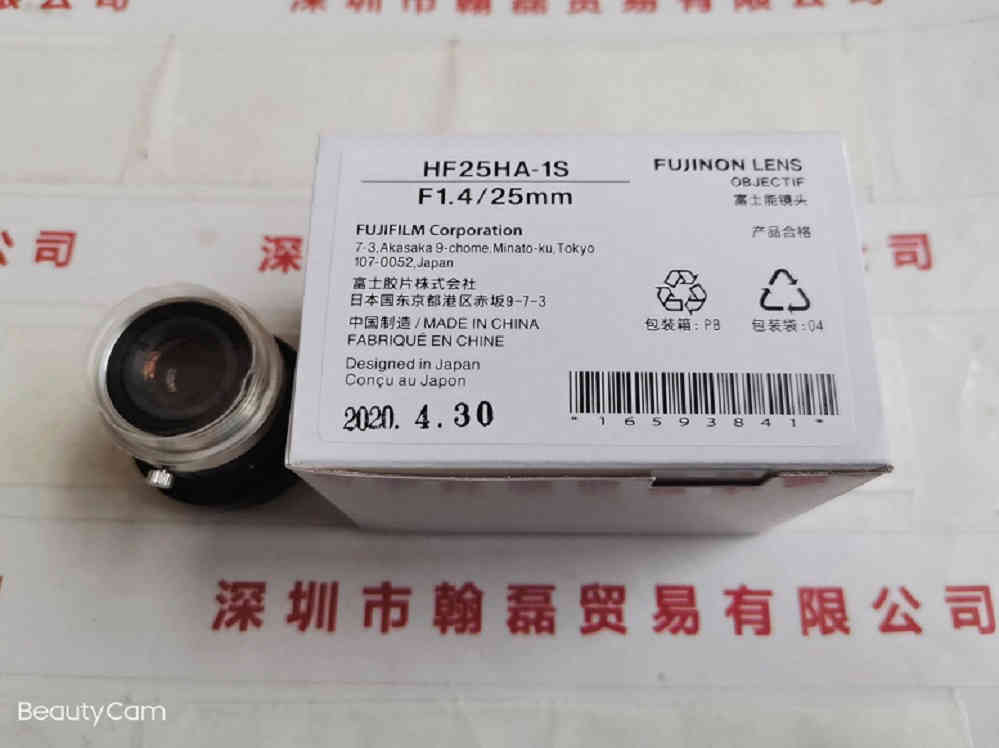 深圳市翰磊贸易有限公司
HF25HA-1S
F1.4/25mm
FUJINON LENS
OBJECTIF
富士能镜头
产品合格
FUJIFILM Corporation
7-3,Akasaka 9-chome,Minato-ku,Tokyo
107-0052,Japan
富士胶片株式会社
日本国东京都港区赤坂9-7-3
中国制造/MADE IN CHINA
FABRIQUÉ EN CHINE
Designed in Japan
Conçu au Japon
2020. 4. 30
包装箱:PB
包装袋:04
*16593841*
公司
深
司
深圳市翰磊贸易有限公司
BeautyCam